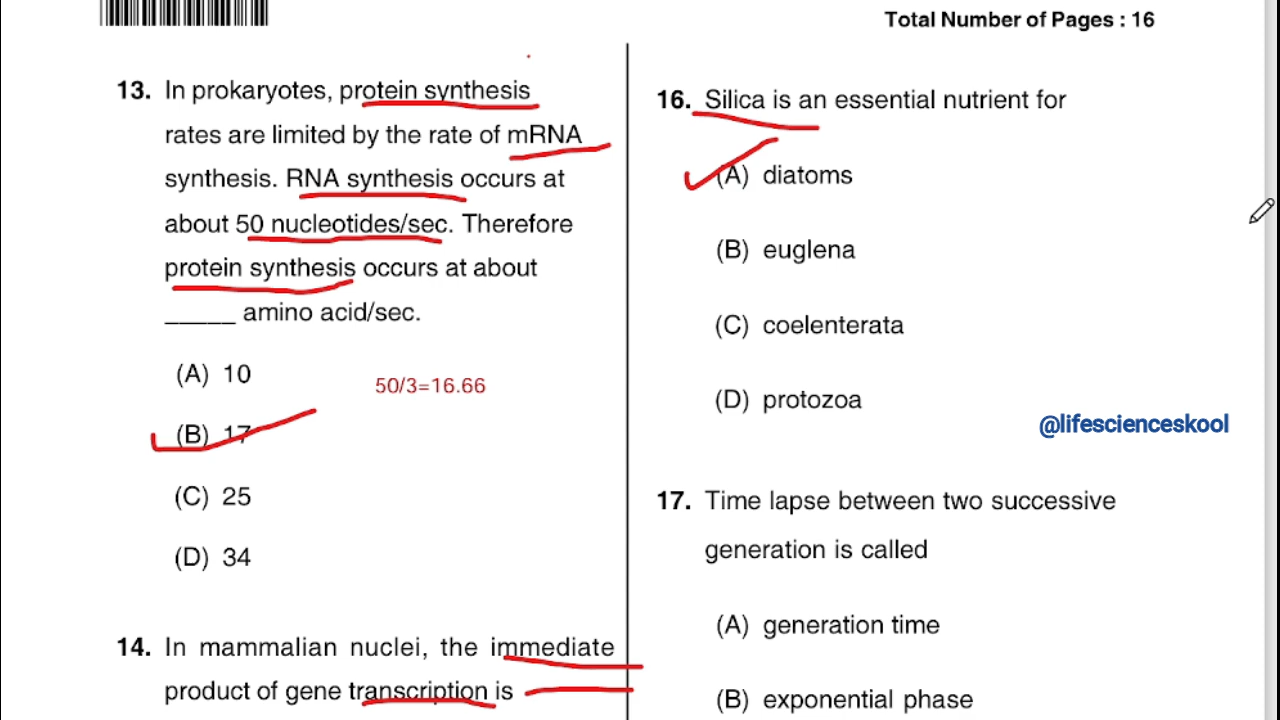 Total Number of Pages : 16
13. In prokaryotes, protein synthesis
rates are limited by the rate of mRNA
synthesis. RNA synthesis occurs at
about 50 nucleotides/sec. Therefore
protein synthesis occurs at about
_____ amino acid/sec.
(A) 10
50/3=16.66
(B) 17
(C) 25
(D) 34
14. In mammalian nuclei, the immediate
product of gene transcription is
16. Silica is an essential nutrient for
(A) diatoms
(B) euglena
(C) coelenterata
(D) protozoa
@lifescienceskool
17. Time lapse between two successive
generation is called
(A) generation time
(B) exponential phase